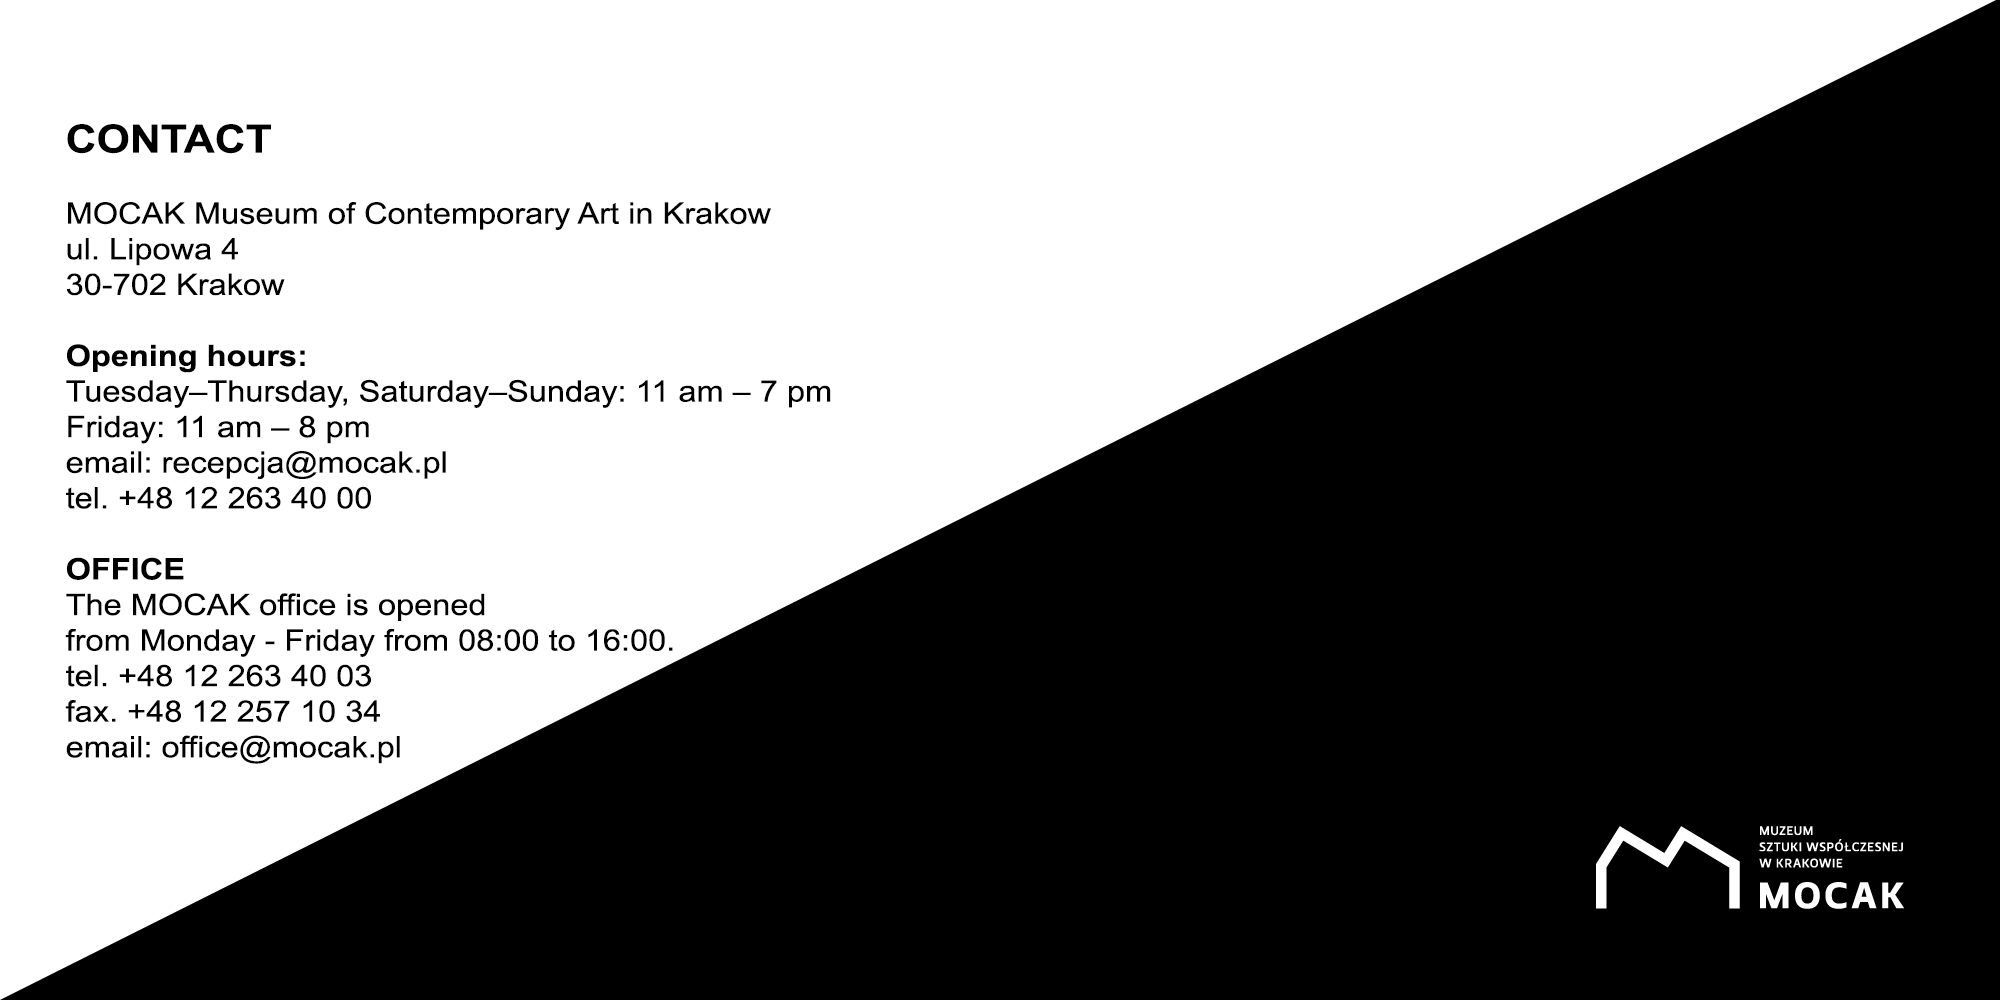 CONTACT
MOCAK Museum of Contemporary Art in Krakow
ul. Lipowa 4
30-702 Krakow
Opening hours:
Tuesday–Thursday, Saturday–Sunday: 11 am – 7 pm
Friday: 11 am – 8 pm
email: recepcja@mocak.pl
tel. +48 12 263 40 00
OFFICE
The MOCAK office is opened
from Monday - Friday from 08:00 to 16:00.
tel. +48 12 263 40 03
fax. +48 12 257 10 34
email: office@mocak.pl
MUZEUM
SZTUKI WSPÓŁCZESNEJ
W KRAKOWIE
MOCAK